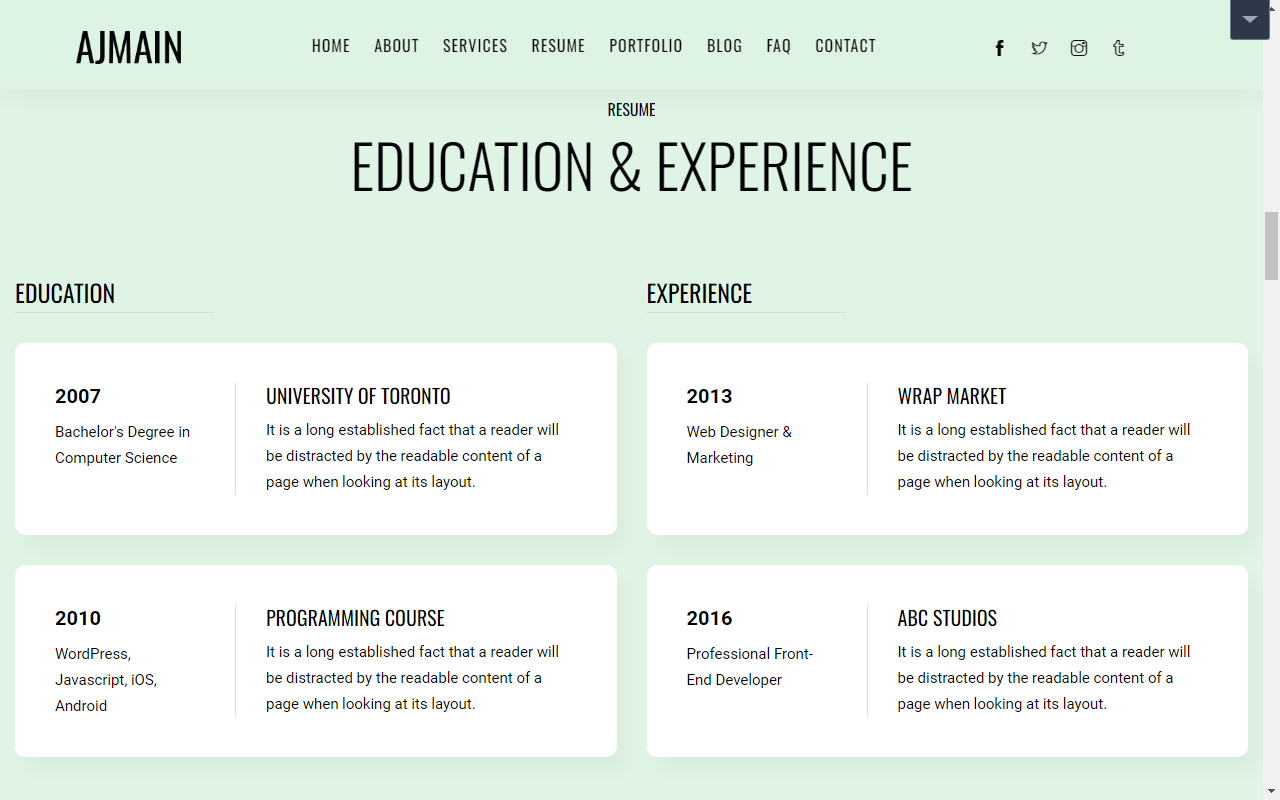 AJMAIN
HOME ABOUT SERVICES RESUME PORTFOLIO BLOG FAQ CONTACT
RESUME
EDUCATION & EXPERIENCE
EDUCATION
2007
Bachelor's Degree in
Computer Science
UNIVERSITY OF TORONTO
It is a long established fact that a reader will
be distracted by the readable content of a
page when looking at its layout.
2010
WordPress,
Javascript, iOS,
Android
PROGRAMMING COURSE
It is a long established fact that a reader will
be distracted by the readable content of a
page when looking at its layout.
EXPERIENCE
2013
Web Designer &
Marketing
WRAP MARKET
It is a long established fact that a reader will
be distracted by the readable content of a
page when looking at its layout.
2016
Professional Front-
End Developer
ABC STUDIOS
It is a long established fact that a reader will
be distracted by the readable content of a
page when looking at its layout.